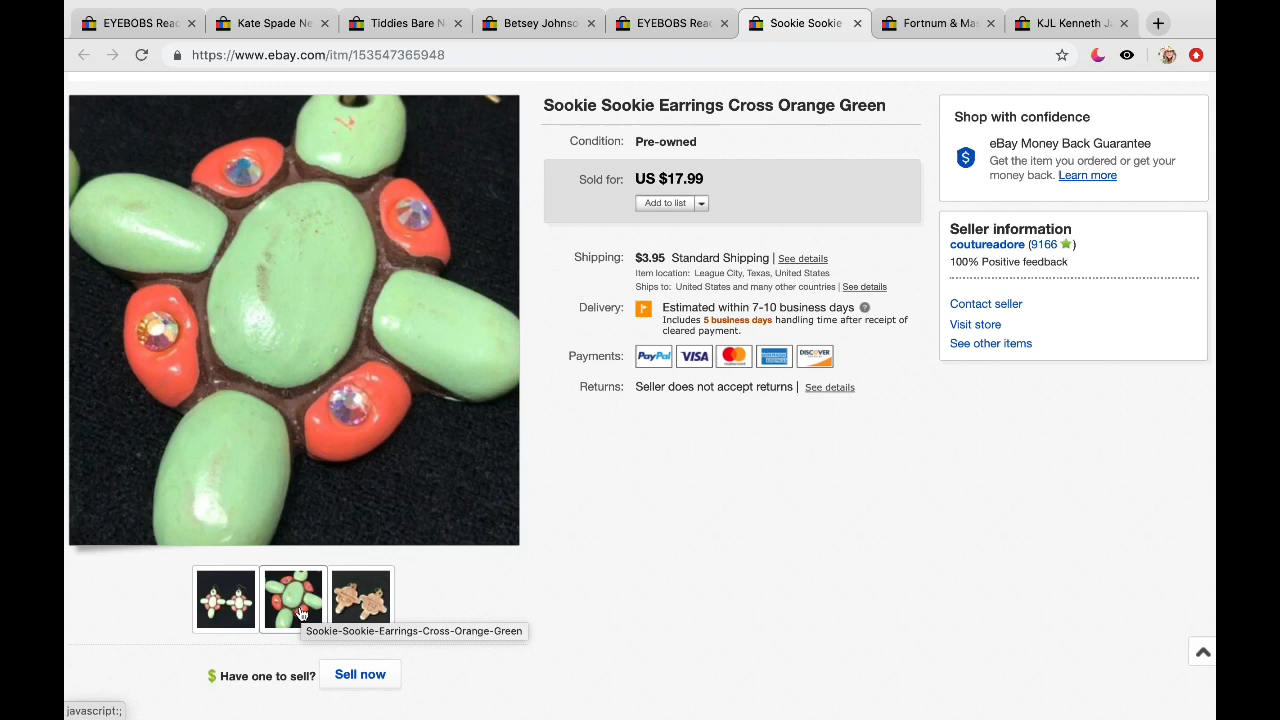 EYEBOBS Read
Kate Spade Ne
Tiddies Bare N
Betsey Johnso
EYEBOBS Read
Sookie Sookie
Fortnum & Ma
KJL Kenneth J
https://www.ebay.com/itm/153547365948
Sookie Sookie Earrings Cross Orange Green
Condition: Pre-owned
Sold for: US $17.99
Add to list
Shipping: $3.95 Standard Shipping | See details
Item location: League City, Texas, United States
Ships to: United States and many other countries | See details
Delivery: Estimated within 7-10 business days
Includes 5 business days handling time after receipt of
cleared payment.
Payments: PayPal VISA mastercard AMERICAN EXPRESS DISCOVER
Returns: Seller does not accept returns | See details
Shop with confidence
eBay Money Back Guarantee
Get the item you ordered or get your
money back. Learn more
Seller information
coutureadore (9166)
100% Positive feedback
Contact seller
Visit store
See other items
Sookie-Sookie-Earrings-Cross-Orange-Green
Have one to sell? Sell now
javascript:;